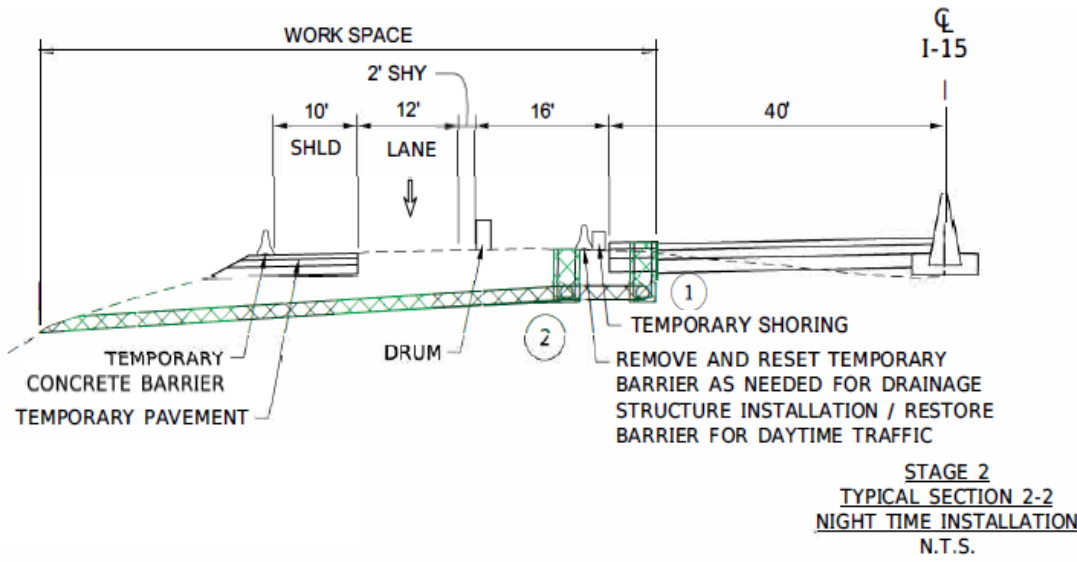 ℄
I-15
WORK SPACE
2' SHY
10'
12'
16'
40'
SHLD
LANE
1
2
TEMPORARY SHORING
TEMPORARY
CONCRETE BARRIER
DRUM
REMOVE AND RESET TEMPORARY
BARRIER AS NEEDED FOR DRAINAGE
STRUCTURE INSTALLATION / RESTORE
BARRIER FOR DAYTIME TRAFFIC
TEMPORARY PAVEMENT
STAGE 2
TYPICAL SECTION 2-2
NIGHT TIME INSTALLATION
N.T.S.